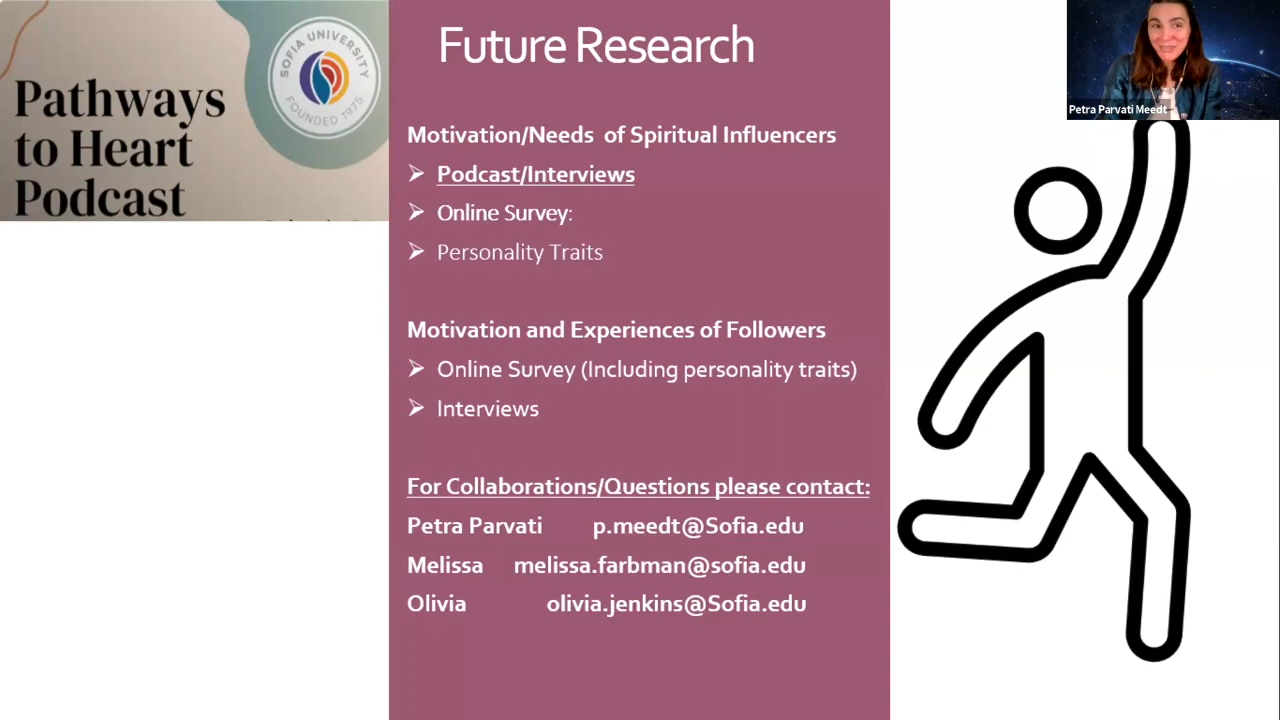 Pathways
to Heart
Podcast
SOFIA UNIVERSITY
FOUNDED 1975
Future Research
Motivation/Needs of Spiritual Influencers
➢ Podcast/Interviews
➢ Online Survey:
➢ Personality Traits
Motivation and Experiences of Followers
➢ Online Survey (Including personality traits)
➢ Interviews
For Collaborations/Questions please contact:
Petra Parvati p.meedt@Sofia.edu
Melissa melissa.farbman@sofia.edu
Olivia olivia.jenkins@Sofia.edu
Petra Parvati Meedt